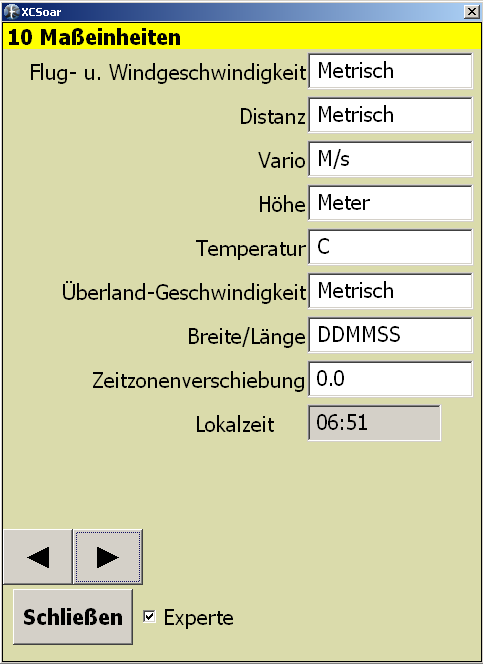 XCSoar
10 Maßeinheiten
Flug- u. Windgeschwindigkeit Metrisch
Distanz Metrisch
Vario M/s
Höhe Meter
Temperatur C
Überland-Geschwindigkeit Metrisch
Breite/Länge DDMMSS
Zeitzonenverschiebung 0.0
Lokalzeit 06:51
Schließen Experte